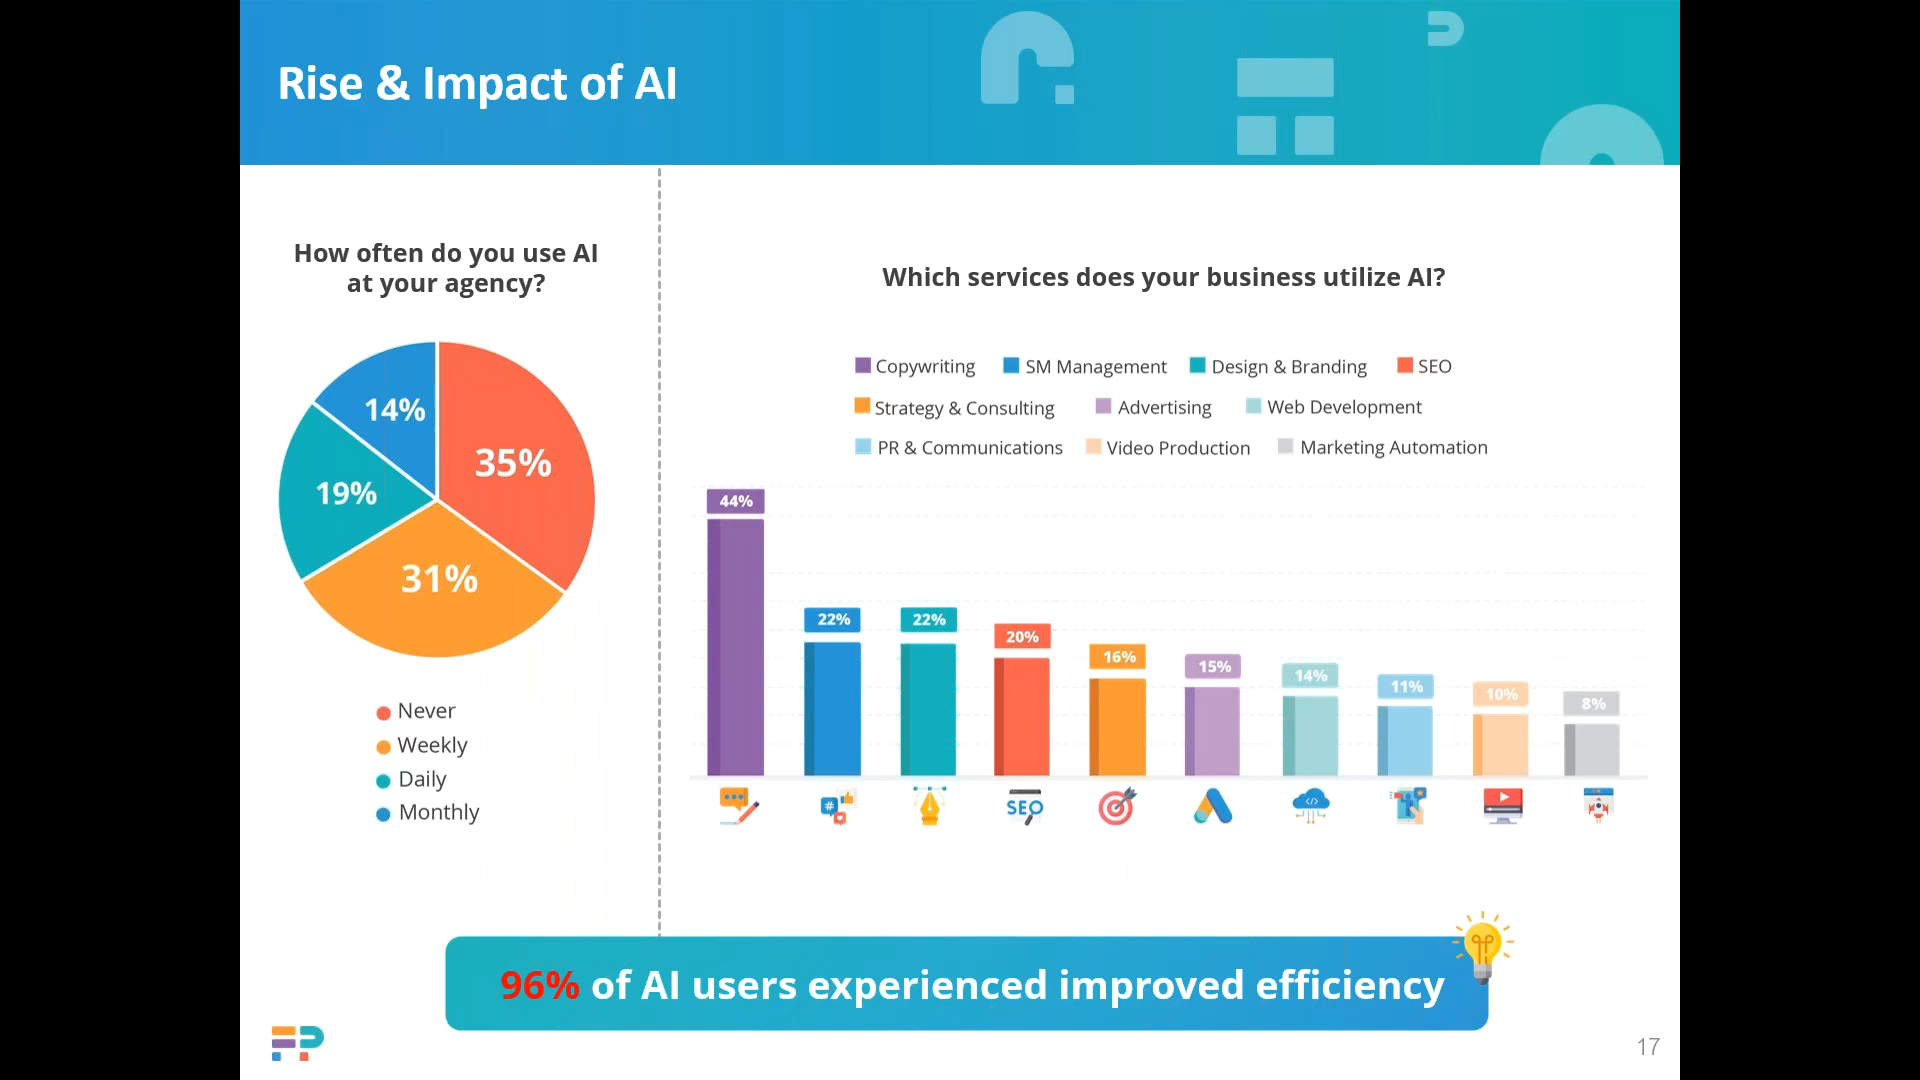 Rise & Impact of AI
How often do you use AI
at your agency?
35%
31%
19%
14%
Never
Weekly
Daily
Monthly
Which services does your business utilize AI?
Copywriting
SM Management
Design & Branding
SEO
Strategy & Consulting
Advertising
Web Development
PR & Communications
Video Production
Marketing Automation
44%
22%
22%
20%
16%
15%
14%
11%
10%
8%
#
SEO
</>
96% of AI users experienced improved efficiency
17